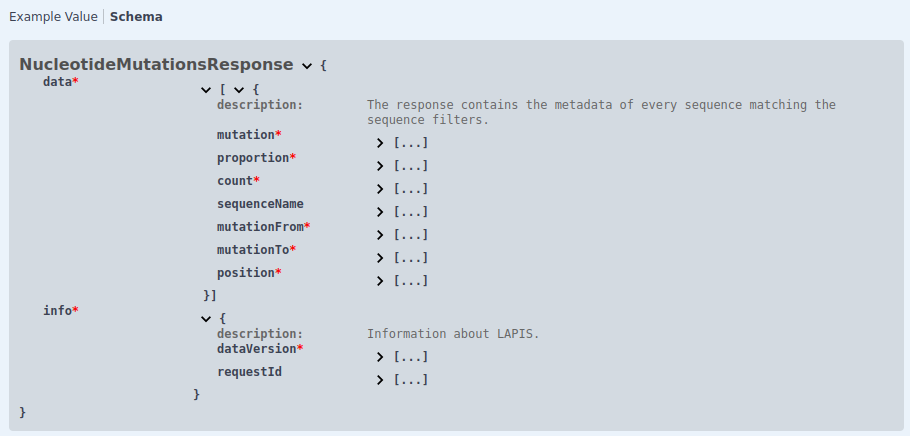 Example Value Schema
NucleotideMutationsResponse {
data*
[ {
description: The response contains the metadata of every sequence matching the
sequence filters.
mutation* [...]
proportion* [...]
count* [...]
sequenceName [...]
mutationFrom* [...]
mutationTo* [...]
position* [...]
}]
info*
{
description: Information about LAPIS.
dataVersion* [...]
requestId [...]
}
}